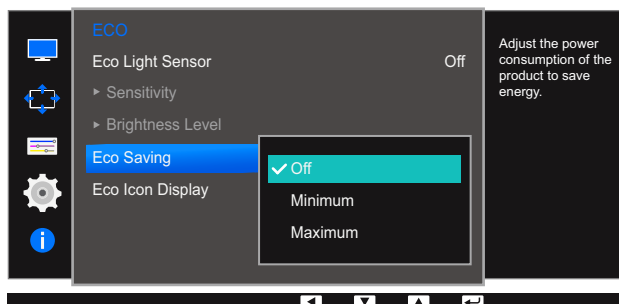 ECO
Eco Light Sensor Off
▸ Sensitivity
▸ Brightness Level
Eco Saving
Eco Icon Display
Off
Minimum
Maximum
Adjust the power
consumption of the
product to save
energy.